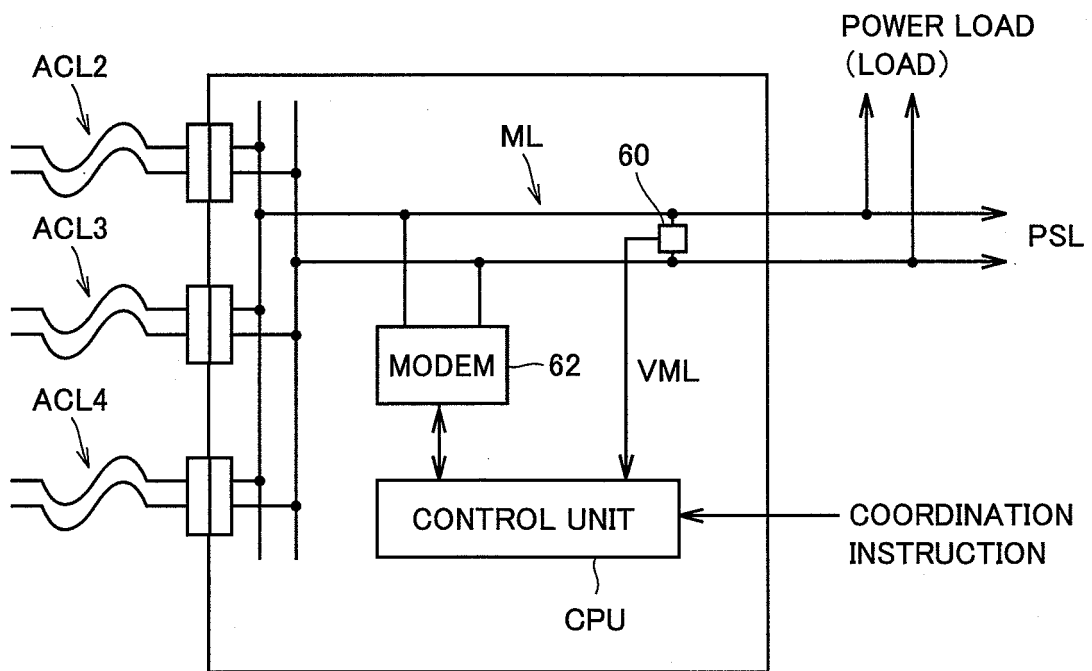 POWER LOAD
(LOAD)
ACL2
ML
60
ACL3
PSL
MODEM
62
VML
ACL4
CONTROL UNIT
COORDINATION
INSTRUCTION
CPU